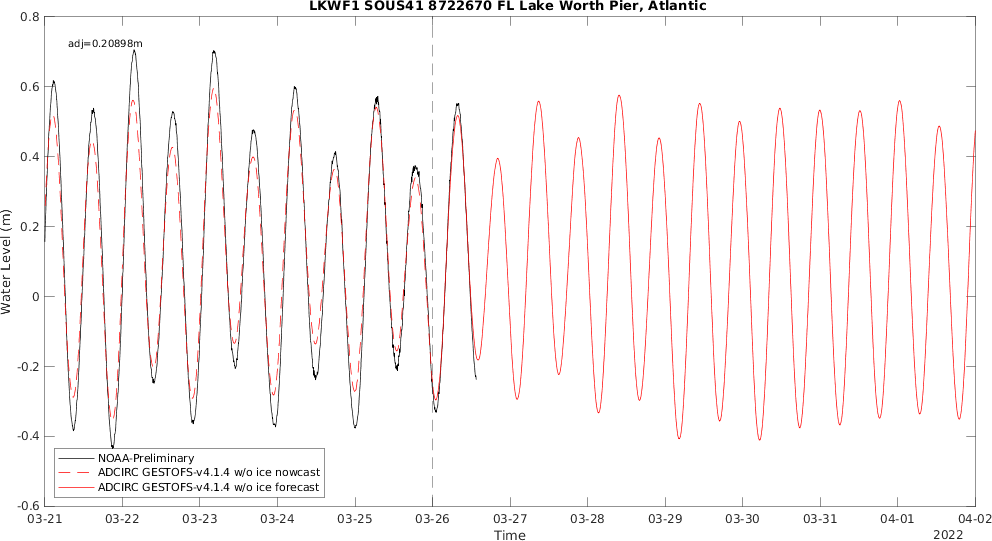 LKWF1 SOUS41 8722670 FL Lake Worth Pier, Atlantic
adj=0.20898m
0.8
0.6
0.4
0.2
0
-0.2
-0.4
-0.6
Water Level (m)
NOAA-Preliminary
ADCIRC GESTOFS-v4.1.4 w/o ice nowcast
ADCIRC GESTOFS-v4.1.4 w/o ice forecast
03-21 03-22 03-23 03-24 03-25 03-26 03-27 03-28 03-29 03-30 03-31 04-01 04-02
Time
2022